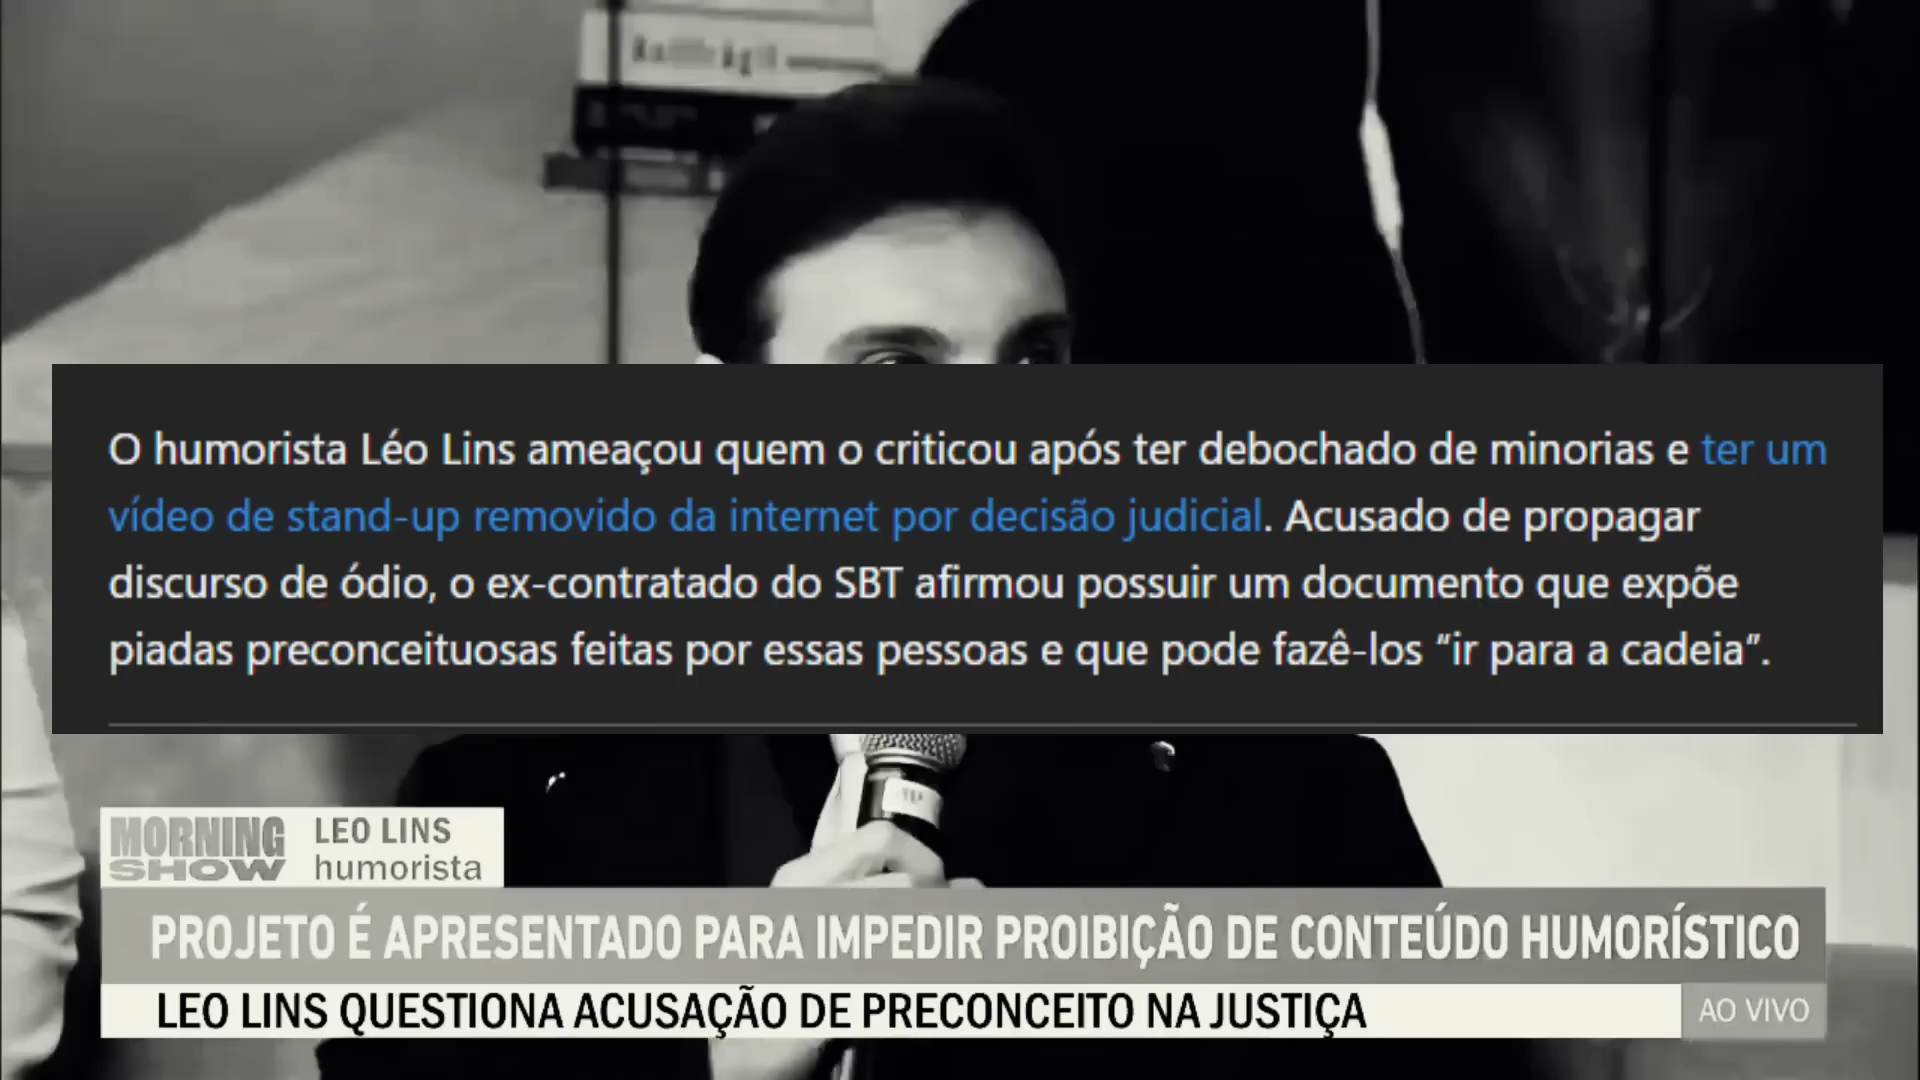 O humorista Léo Lins ameaçou quem o criticou após ter debochado de minorias e ter um
vídeo de stand-up removido da internet por decisão judicial. Acusado de propagar
discurso de ódio, o ex-contratado do SBT afirmou possuir um documento que expõe
piadas preconceituosas feitas por essas pessoas e que pode fazê-los “ir para a cadeia”.
MORNING SHOW
LEO LINS
humorista
PROJETO É APRESENTADO PARA IMPEDIR PROIBIÇÃO DE CONTEÚDO HUMORÍSTICO
LEO LINS QUESTIONA ACUSAÇÃO DE PRECONCEITO NA JUSTIÇA
AO VIVO